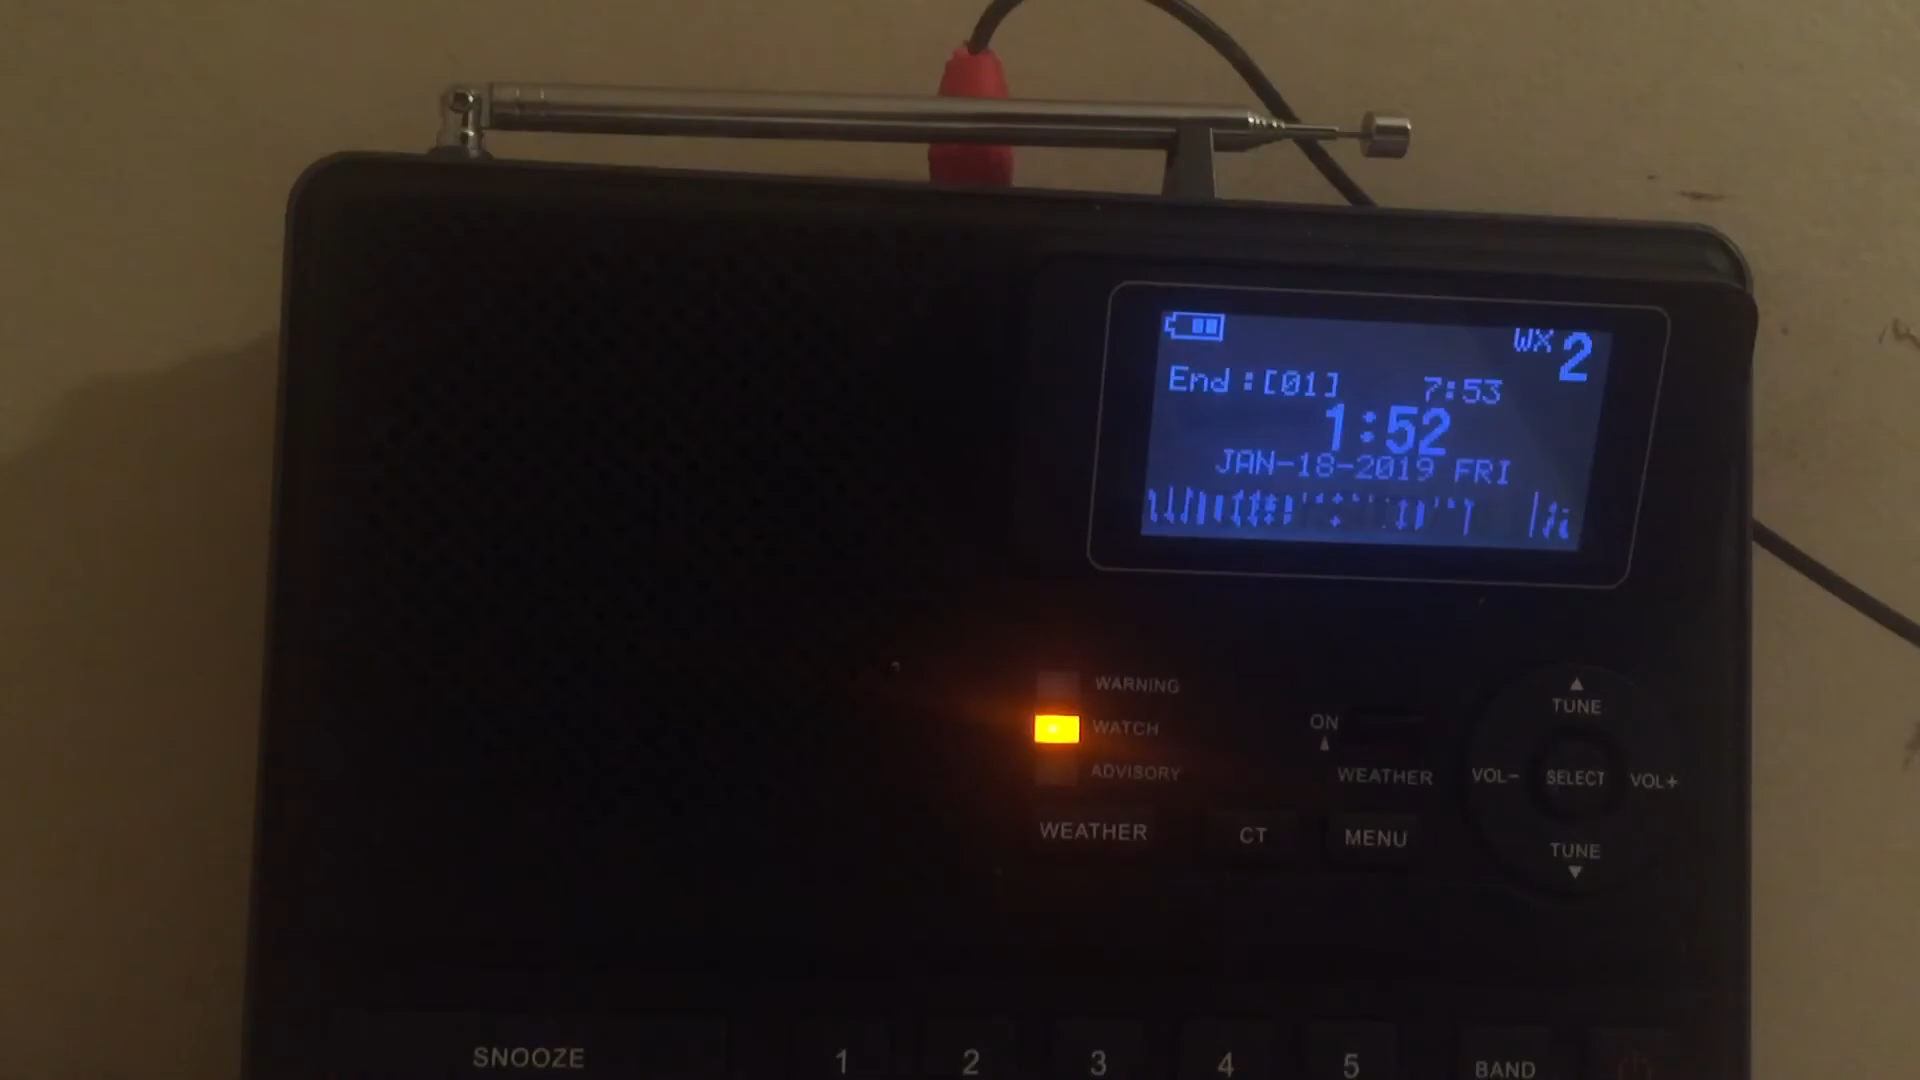 WX 2
End :[01] 7:53
1:52
JAN-18-2019 FRI
WARNING
WATCH
ADVISORY
ON
WEATHER
TUNE
VOL-
SELECT
VOL+
TUNE
WEATHER
CT
MENU
SNOOZE
1
2
3
4
5
BAND